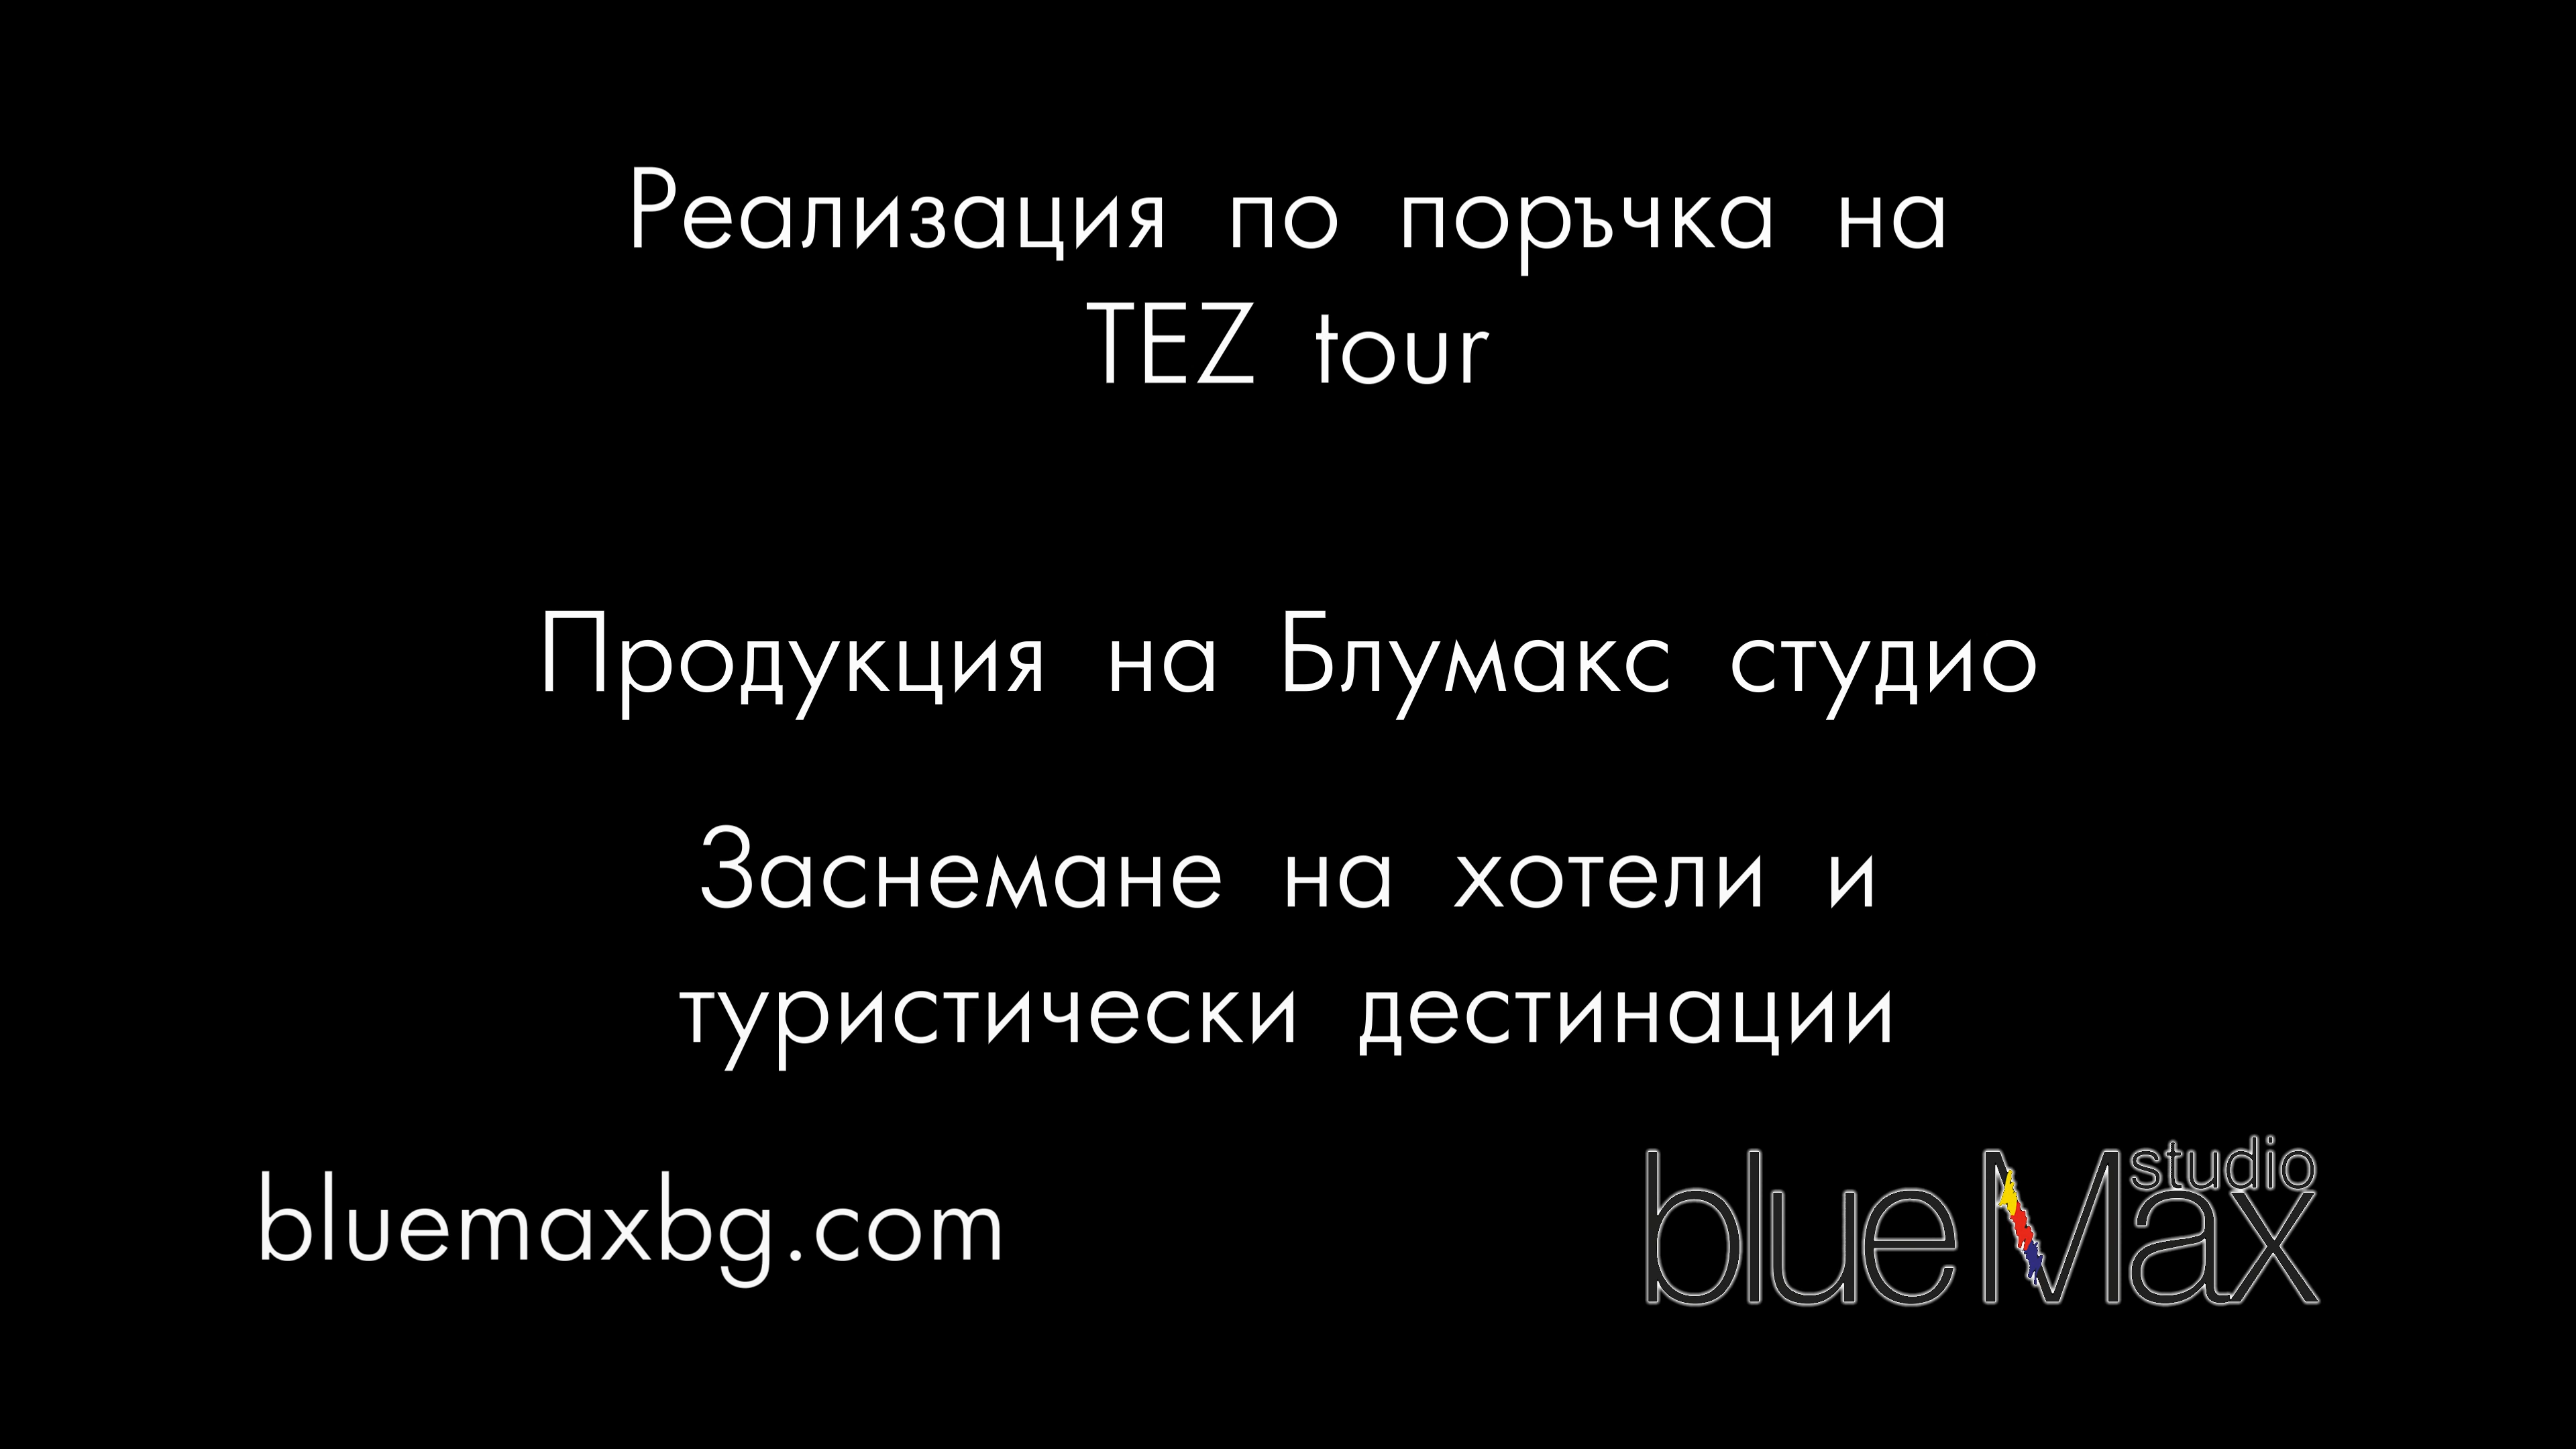 Реализация по поръчка на
TEZ tour
Продукция на Блумакс студио
Заснемане на хотели и
туристически дестинации
bluemaxbg.com
blueMax studio